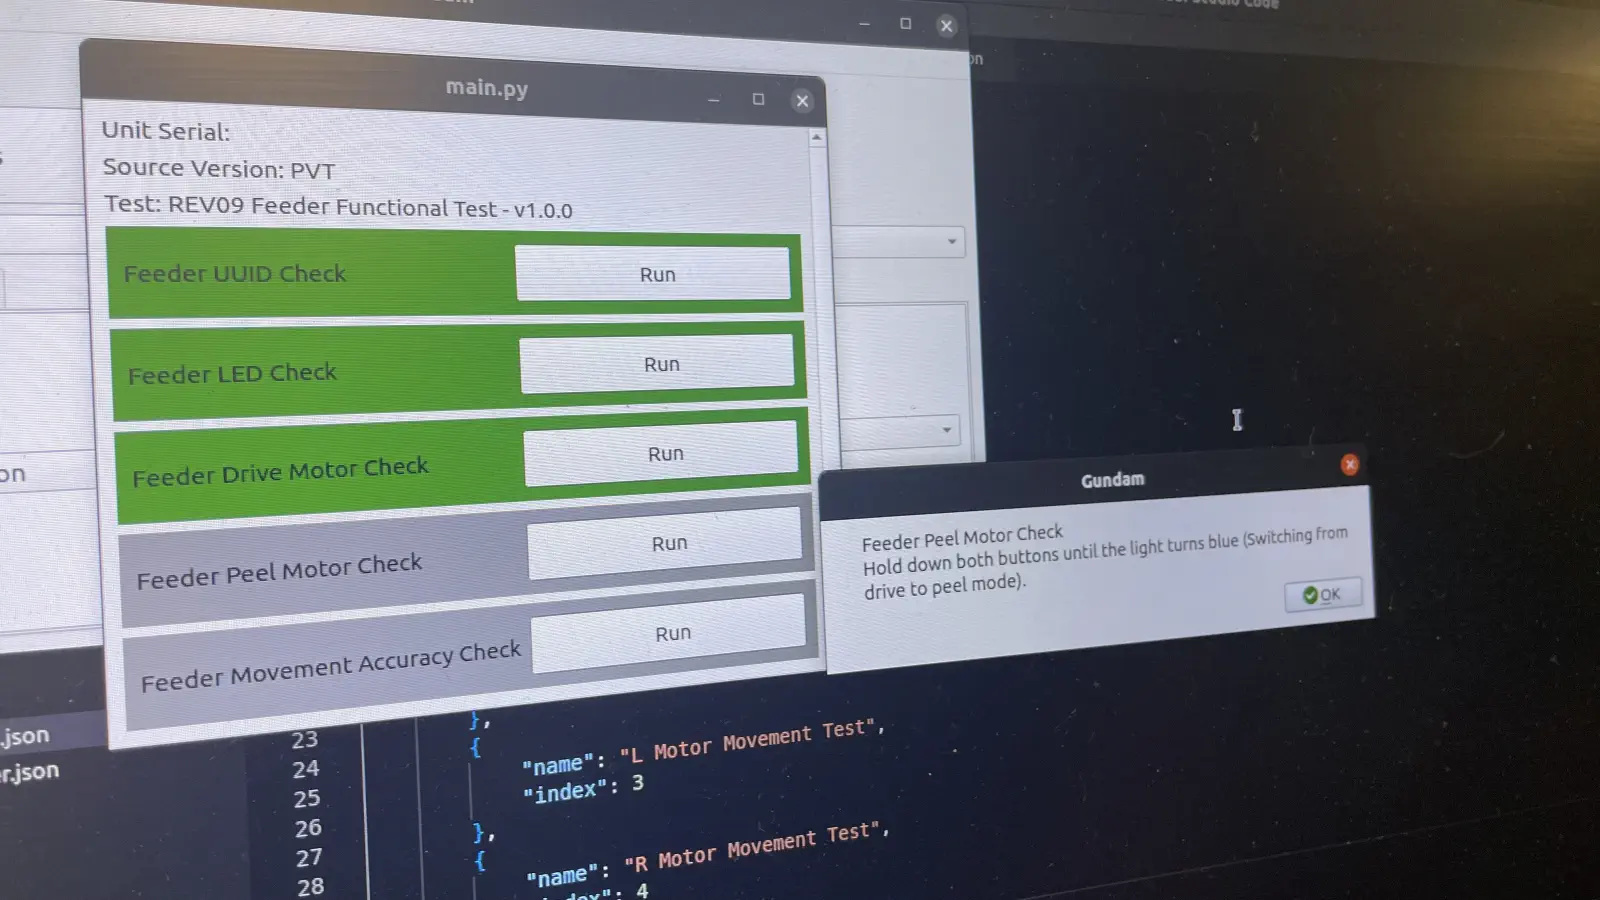 main.py
Unit Serial:
Source Version: PVT
Test: REV09 Feeder Functional Test - v1.0.0
Feeder UUID Check
Run
Feeder LED Check
Run
Feeder Drive Motor Check
Run
Feeder Peel Motor Check
Run
Feeder Movement Accuracy Check
Run
Gundam
Feeder Peel Motor Check
Hold down both buttons until the light turns blue (Switching from
drive to peel mode).
OK
on
.json
r.json
23 },
24 {
25 "name": "L Motor Movement Test",
26 "index": 3
27 },
28 {
"name": "R Motor Movement Test",
"index": 4